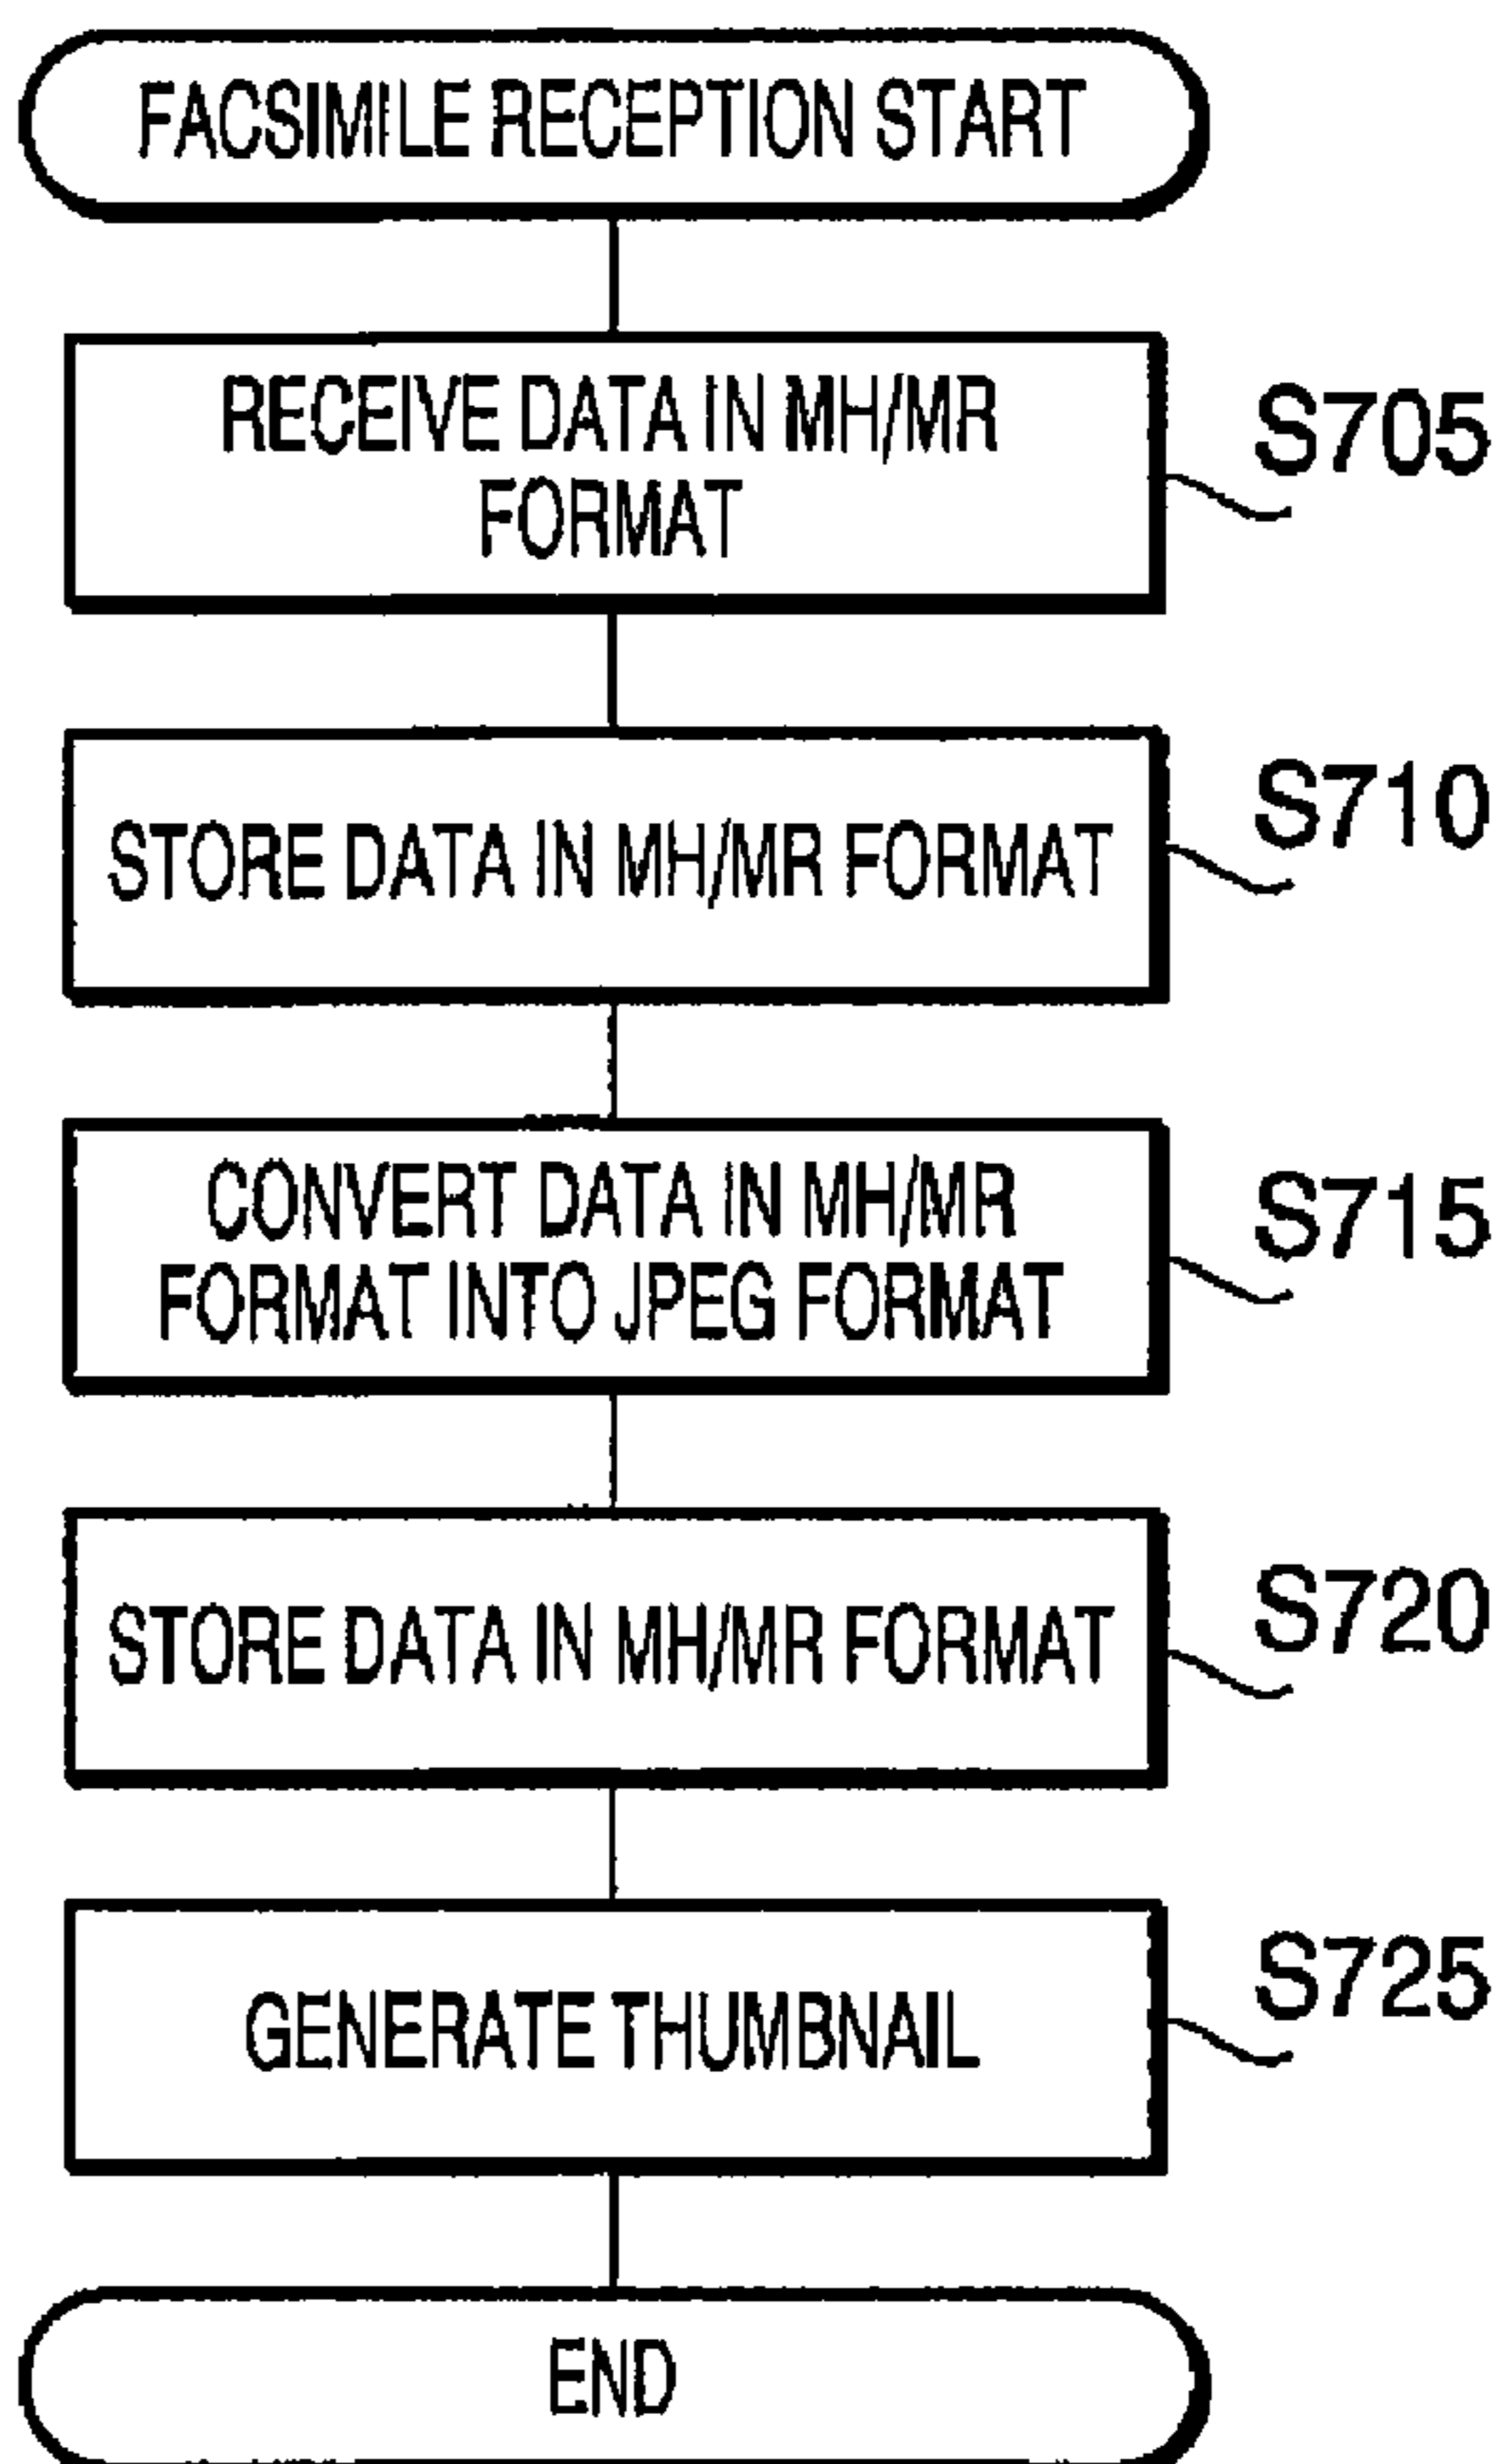 FACSIMILE RECEPTION START
RECEIVE DATA IN MH/MR
FORMAT
S705
STORE DATA IN MH/MR FORMAT
S710
CONVERT DATA IN MH/MR
FORMAT INTO JPEG FORMAT
S715
STORE DATA IN MH/MR FORMAT
S720
GENERATE THUMBNAIL
S725
END